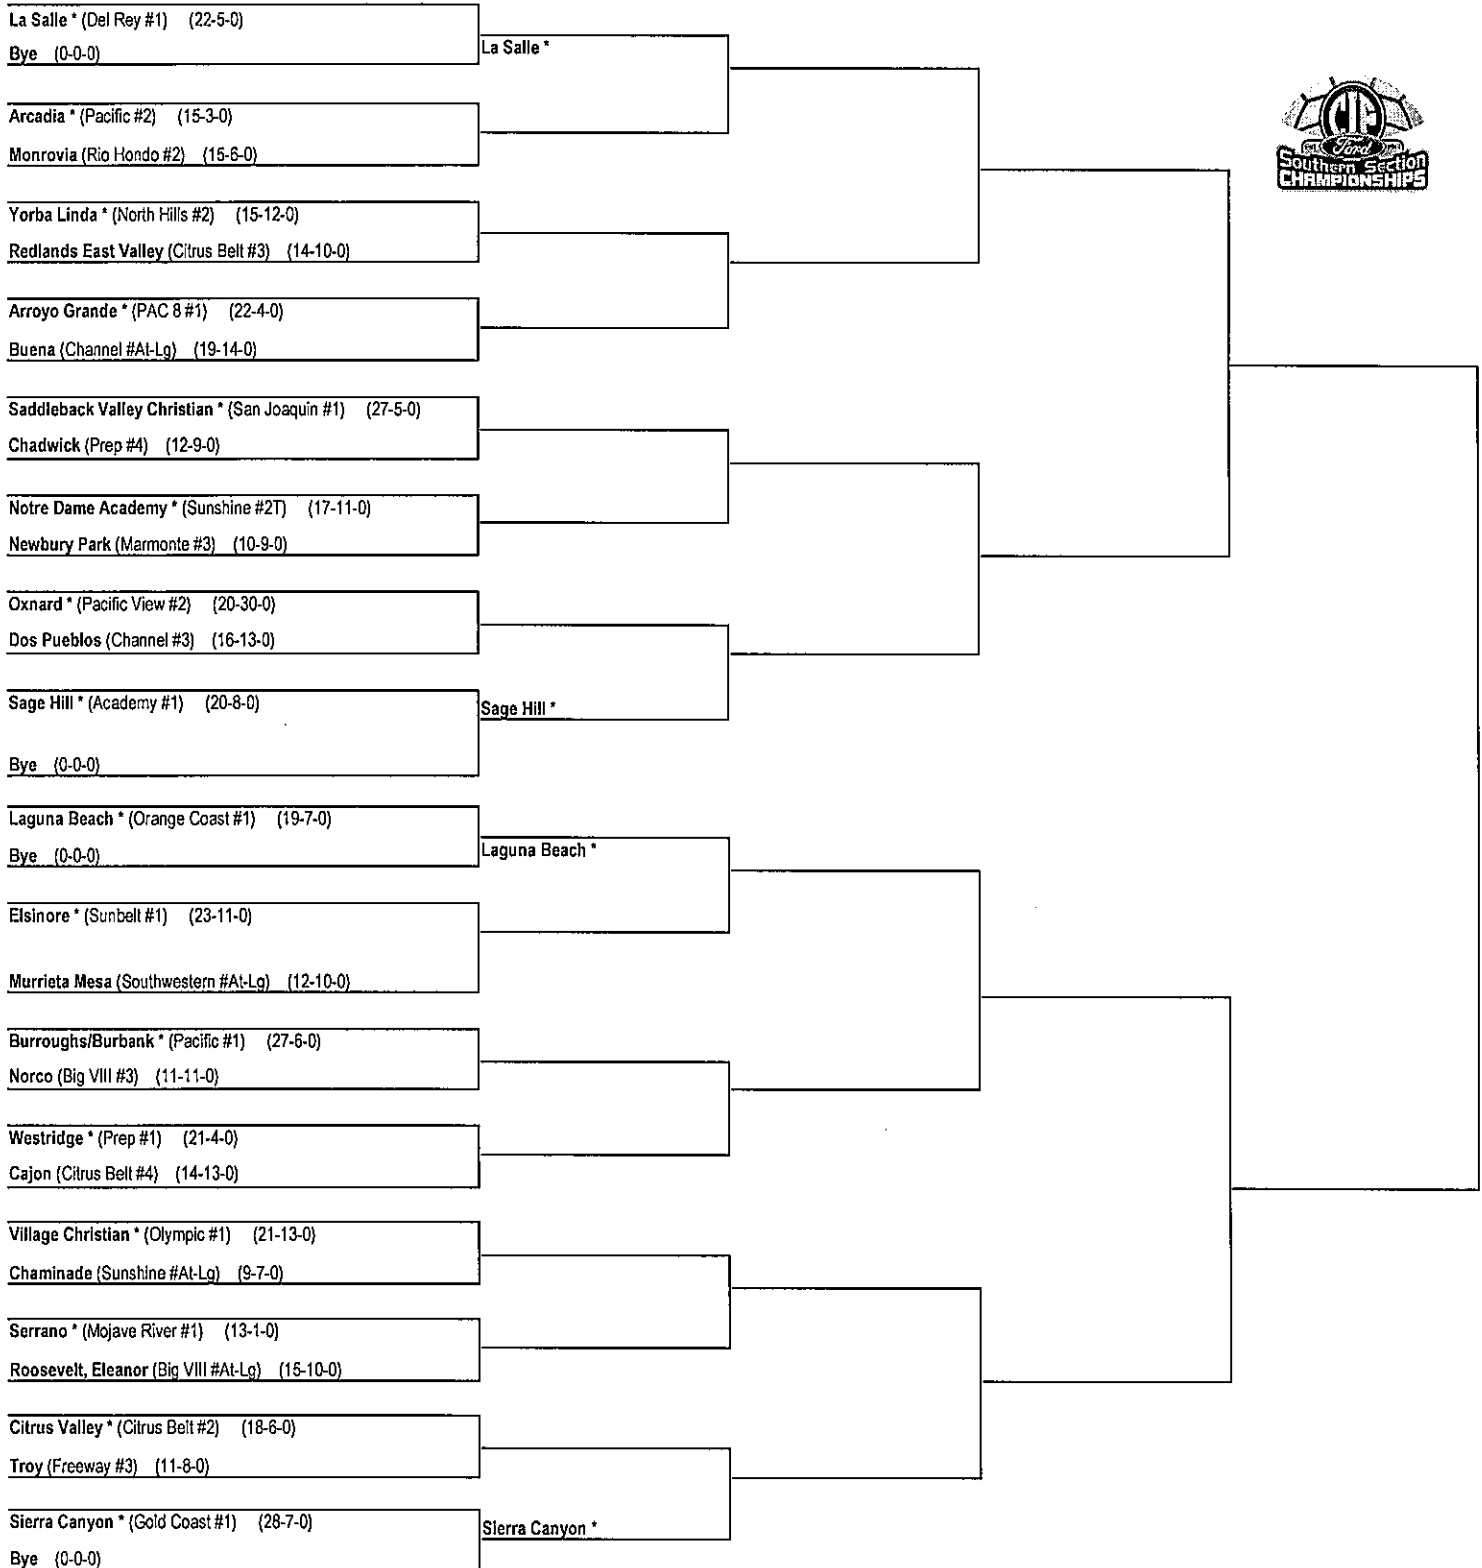 La Salle * (Del Rey #1) (22-5-0)
Bye (0-0-0)
La Salle *
Arcadia * (Pacific #2) (15-3-0)
Monrovia (Rio Hondo #2) (15-6-0)
CIF
Ford
Southern Section
CHAMPIONSHIPS
Yorba Linda * (North Hills #2) (15-12-0)
Redlands East Valley (Citrus Belt #3) (14-10-0)
Arroyo Grande * (PAC 8 #1) (22-4-0)
Buena (Channel #At-Lg) (19-14-0)
Saddleback Valley Christian * (San Joaquin #1) (27-5-0)
Chadwick (Prep #4) (12-9-0)
Notre Dame Academy * (Sunshine #2T) (17-11-0)
Newbury Park (Marmonte #3) (10-9-0)
Oxnard * (Pacific View #2) (20-30-0)
Dos Pueblos (Channel #3) (16-13-0)
Sage Hill * (Academy #1) (20-8-0)
Sage Hill *
Bye (0-0-0)
Laguna Beach * (Orange Coast #1) (19-7-0)
Bye (0-0-0)
Laguna Beach *
Elsinore * (Sunbelt #1) (23-11-0)
Murrieta Mesa (Southwestern #At-Lg) (12-10-0)
Burroughs/Burbank * (Pacific #1) (27-6-0)
Norco (Big VIII #3) (11-11-0)
Westridge * (Prep #1) (21-4-0)
Cajon (Citrus Belt #4) (14-13-0)
Village Christian * (Olympic #1) (21-13-0)
Chaminade (Sunshine #At-Lg) (9-7-0)
Serrano * (Mojave River #1) (13-1-0)
Roosevelt, Eleanor (Big VIII #At-Lg) (15-10-0)
Citrus Valley * (Citrus Belt #2) (18-6-0)
Troy (Freeway #3) (11-8-0)
Sierra Canyon * (Gold Coast #1) (28-7-0)
Sierra Canyon *
Bye (0-0-0)